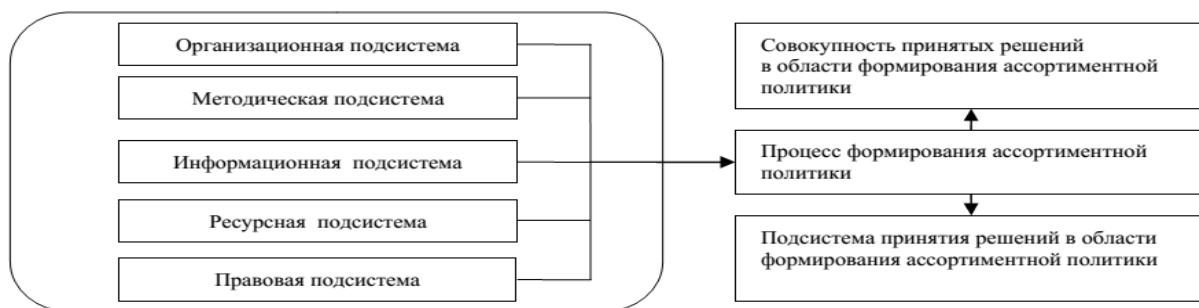 Организационная подсистема
Методическая подсистема
Информационная подсистема
Ресурсная подсистема
Правовая подсистема
Совокупность принятых решений
в области формирования ассортиментной
политики
Процесс формирования ассортиментной
политики
Подсистема принятия решений в области
формирования ассортиментной политики